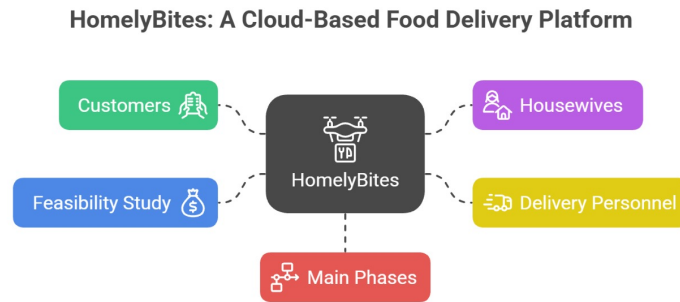 HomelyBites: A Cloud-Based Food Delivery Platform
Customers
Housewives
HomelyBites
Feasibility Study
Delivery Personnel
Main Phases